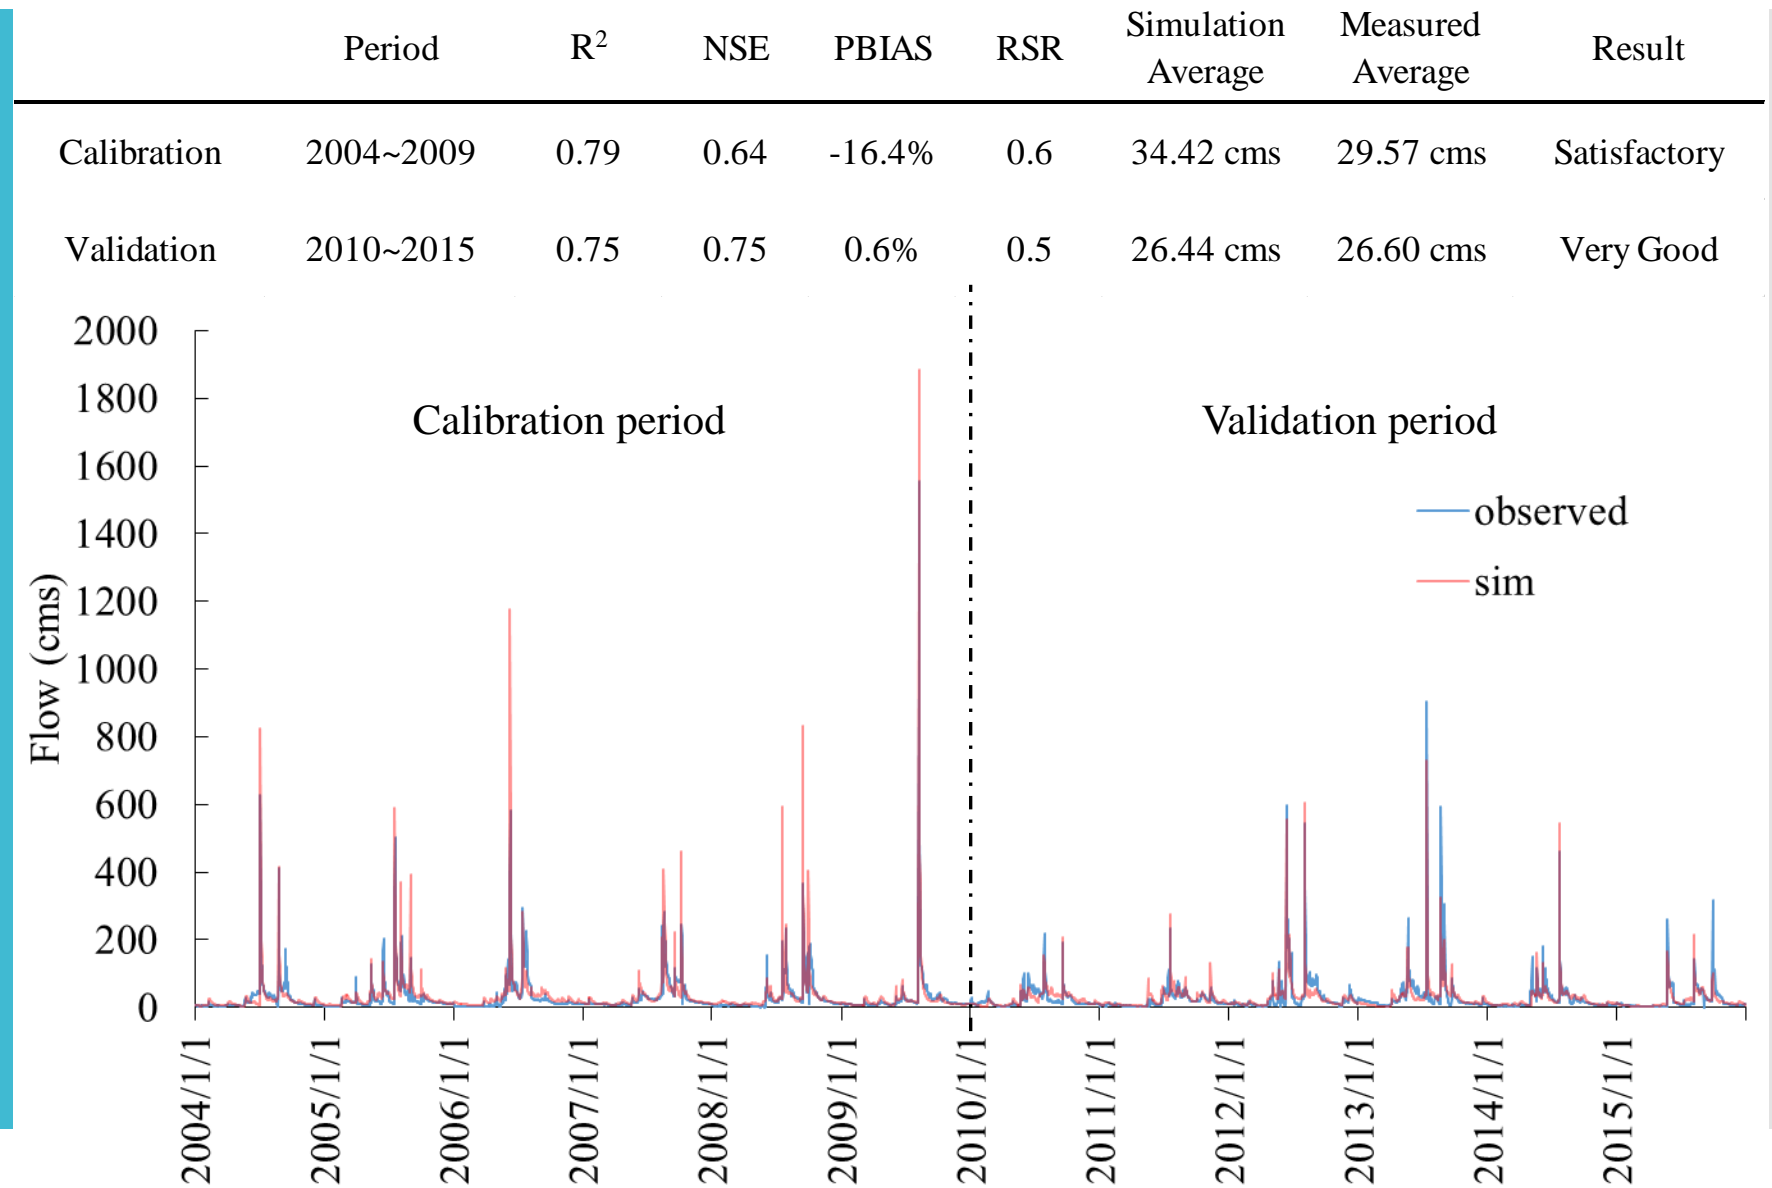 Period R² NSE PBIAS RSR Simulation Average Measured Average Result
Calibration 2004~2009 0.79 0.64 -16.4% 0.6 34.42 cms 29.57 cms Satisfactory
Validation 2010~2015 0.75 0.75 0.6% 0.5 26.44 cms 26.60 cms Very Good
2000
1800
1600
1400
1200
1000
800
600
400
200
0
Flow (cms)
Calibration period
Validation period
observed
sim
2004/1/1
2005/1/1
2006/1/1
2007/1/1
2008/1/1
2009/1/1
2010/1/1
2011/1/1
2012/1/1
2013/1/1
2014/1/1
2015/1/1